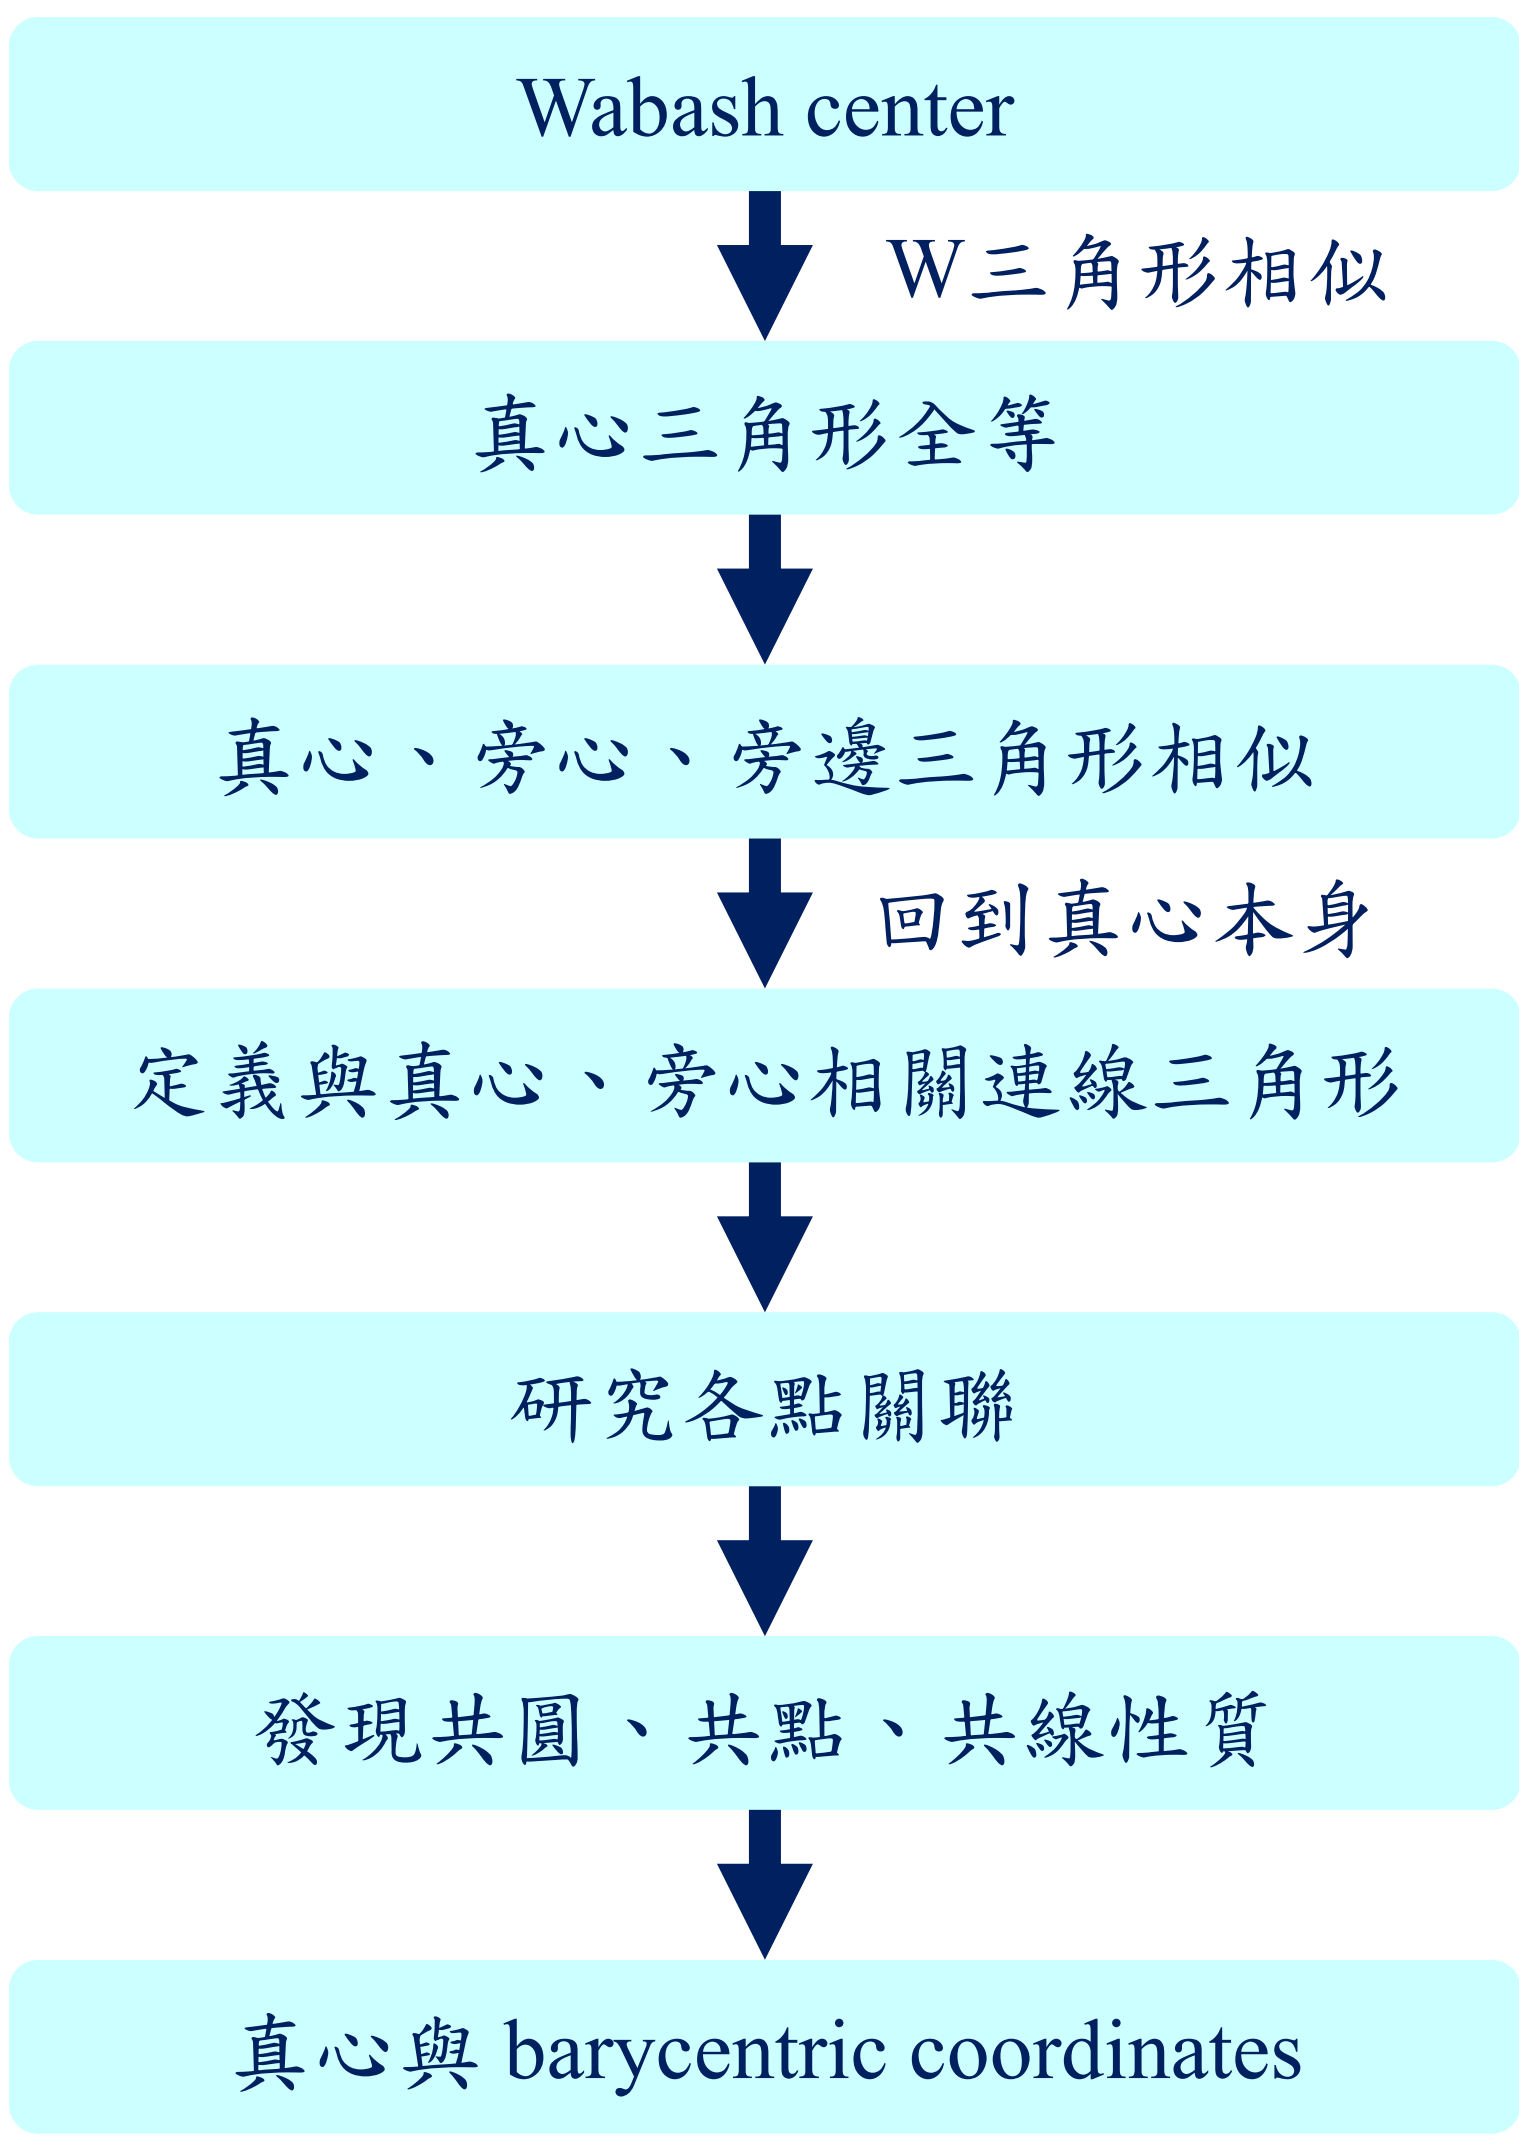 Wabash center
W三角形相似
真心三角形全等
真心、旁心、旁邊三角形相似
回到真心本身
定義與真心、旁心相關連線三角形
研究各點關聯
發現共圓、共點、共線性質
真心與 barycentric coordinates